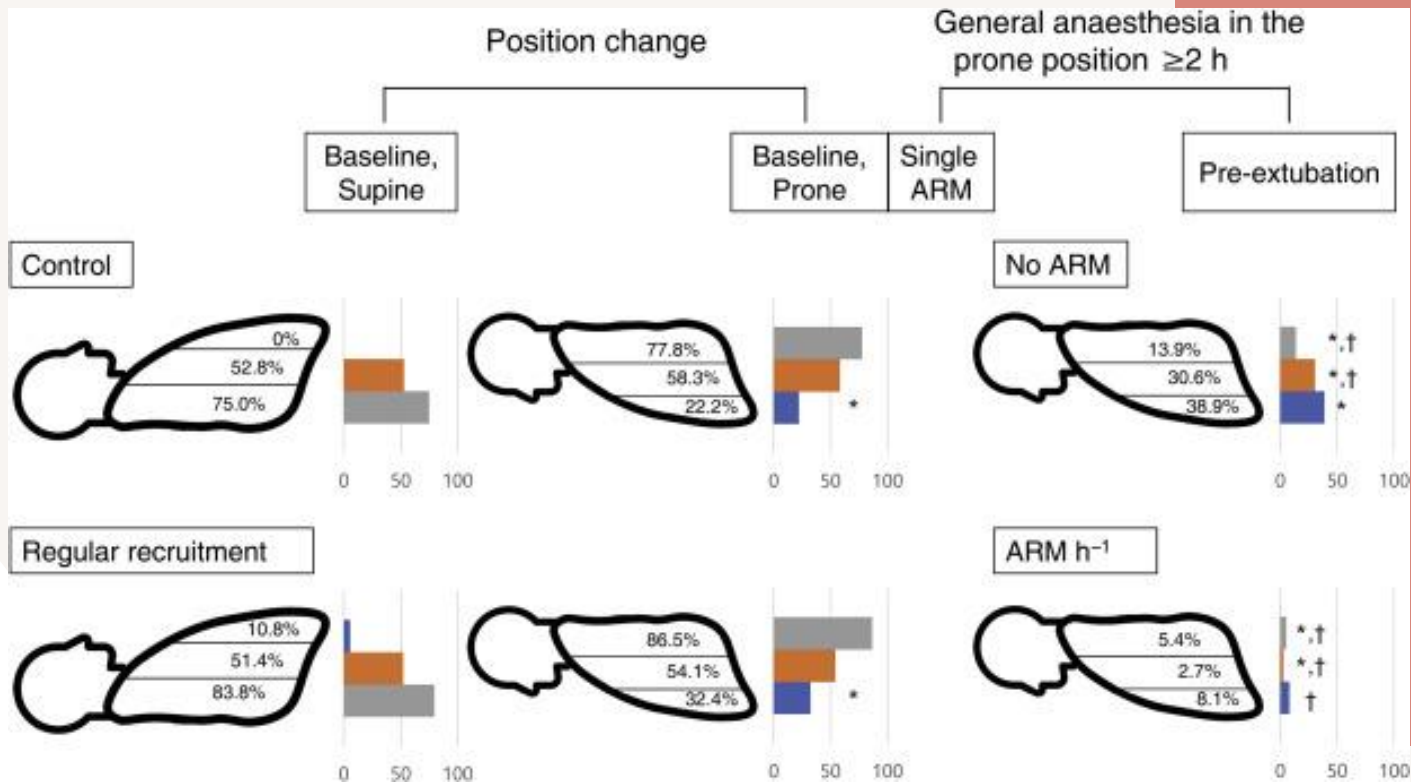 Position change
General anaesthesia in the
prone position ≥2 h
Baseline,
Supine
Baseline,
Prone
Single
ARM
Pre-extubation
Control
No ARM
0%
52.8%
75.0%
77.8%
58.3%
22.2%
*
13.9%
30.6%
38.9%
*,†
*,†
*
0 50 100
0 50 100
0 50 100
Regular recruitment
ARM h⁻¹
10.8%
51.4%
83.8%
86.5%
54.1%
32.4%
*
5.4%
2.7%
8.1%
*,†
*,†
†
0 50 100
0 50 100
0 50 100